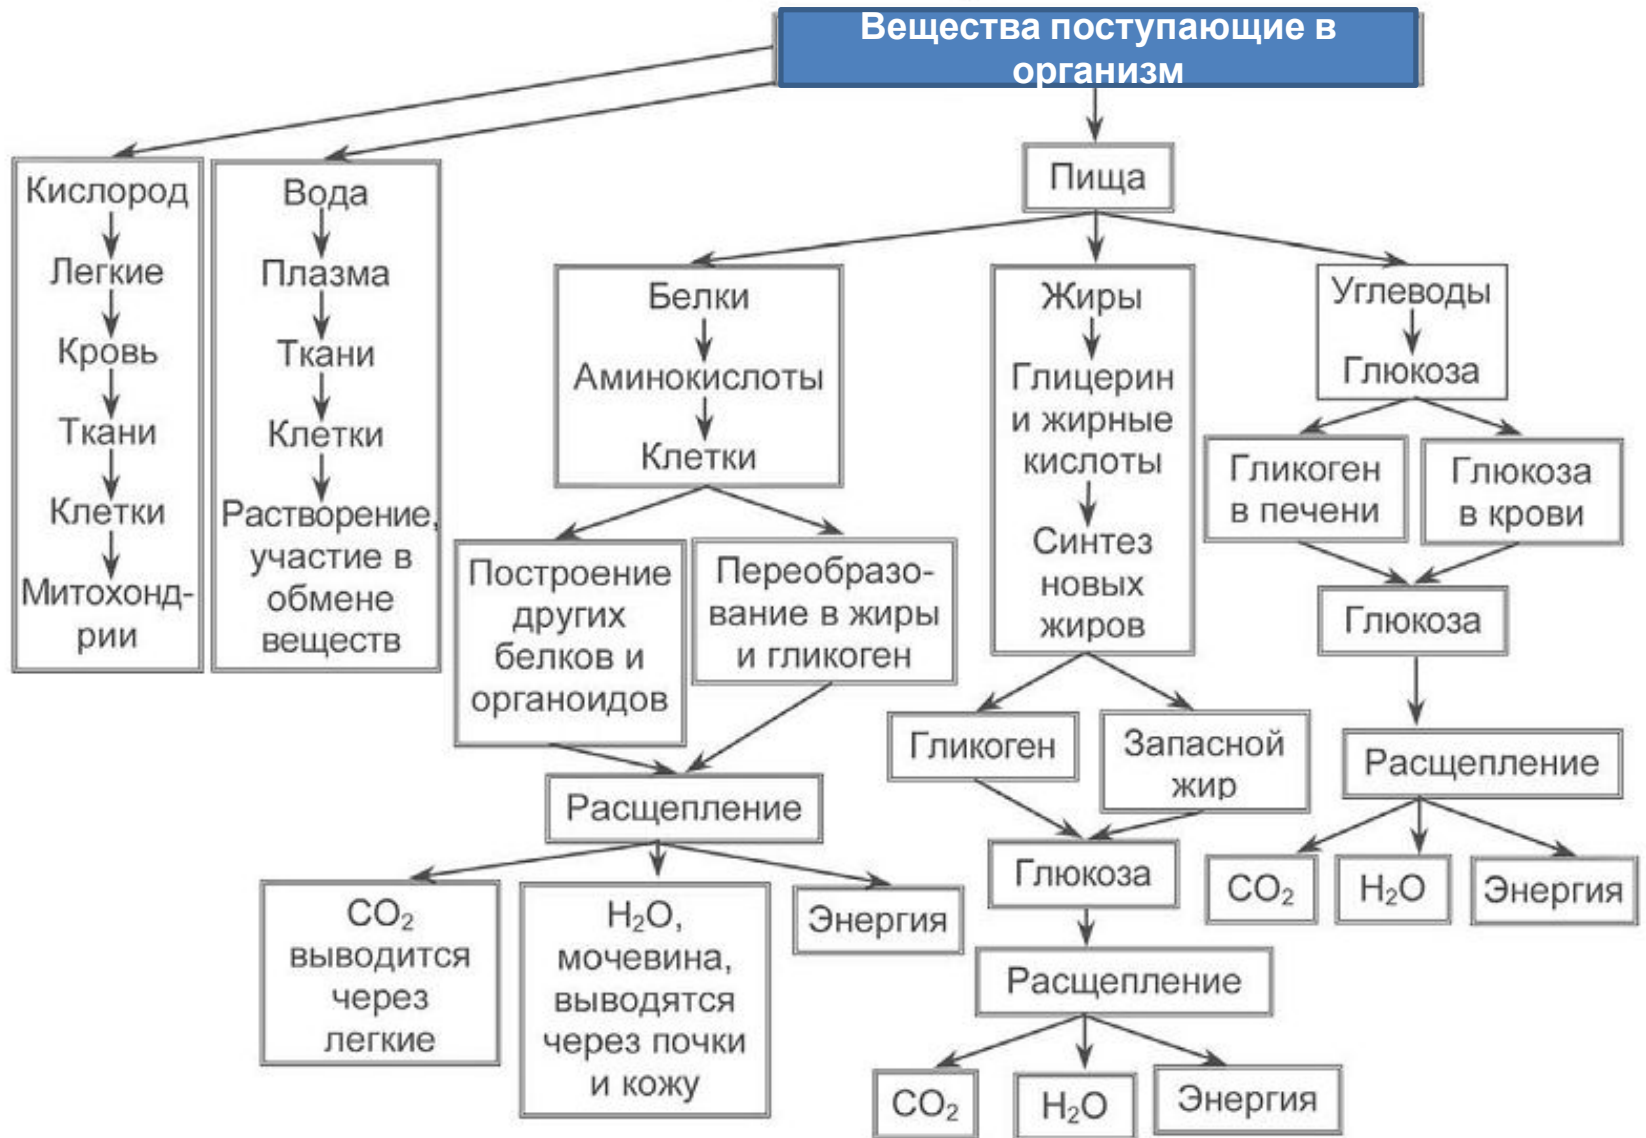 Вещества поступающие в
организм
Кислород
Легкие
Кровь
Ткани
Клетки
Митохонд-
рии
Вода
Плазма
Ткани
Клетки
Растворение,
участие в
обмене
веществ
Пища
Белки
Аминокислоты
Клетки
Построение
других
белков и
органоидов
Переобразо-
вание в жиры
и гликоген
Расщепление
CO₂
выводится
через
легкие
H₂O,
мочевина,
выводятся
через почки
и кожу
Энергия
Жиры
Глицерин
и жирные
кислоты
Синтез
новых
жиров
Гликоген
Запасной
жир
Глюкоза
Расщепление
CO₂
H₂O
Энергия
Углеводы
Глюкоза
Гликоген
в печени
Глюкоза
в крови
Глюкоза
Расщепление
CO₂
H₂O
Энергия